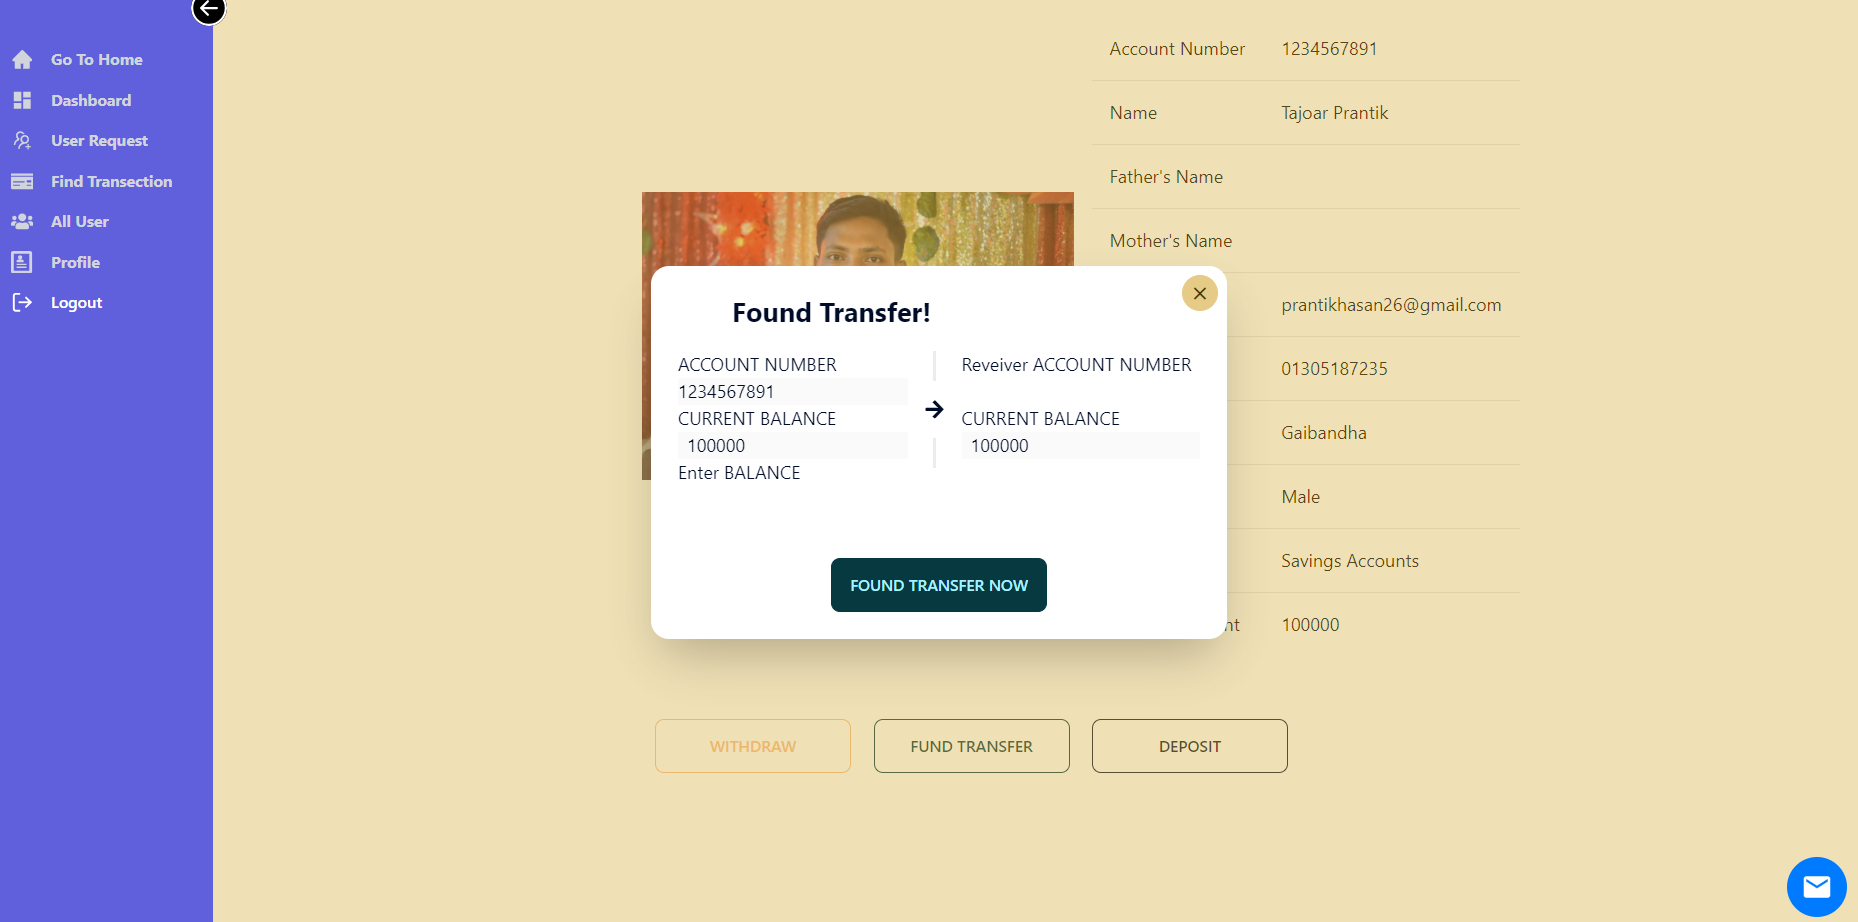 Go To Home
Dashboard
User Request
Find Transection
All User
Profile
Logout
Account Number 1234567891
Name Tajoar Prantik
Father's Name
Mother's Name
prantikhasan26@gmail.com
01305187235
Gaibandha
Male
Savings Accounts
nt 100000
Found Transfer!
ACCOUNT NUMBER
1234567891
CURRENT BALANCE
100000
Enter BALANCE
Reveiver ACCOUNT NUMBER
CURRENT BALANCE
100000
FOUND TRANSFER NOW
WITHDRAW
FUND TRANSFER
DEPOSIT